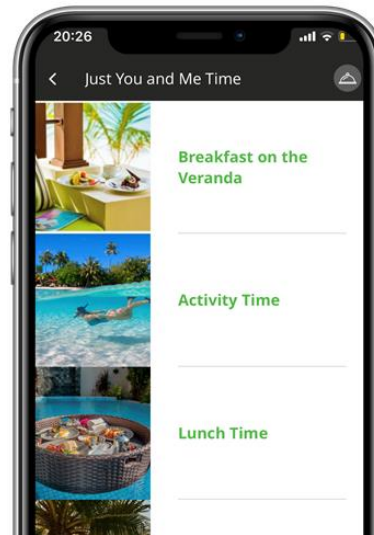 20:26
Just You and Me Time
Breakfast on the
Veranda
Activity Time
Lunch Time